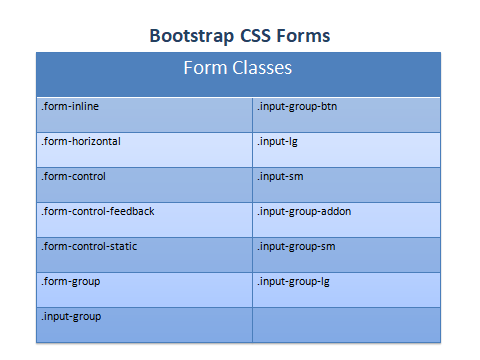 Bootstrap CSS Forms
Form Classes
.form-inline .input-group-btn
.form-horizontal .input-lg
.form-control .input-sm
.form-control-feedback .input-group-addon
.form-control-static .input-group-sm
.form-group .input-group-lg
.input-group